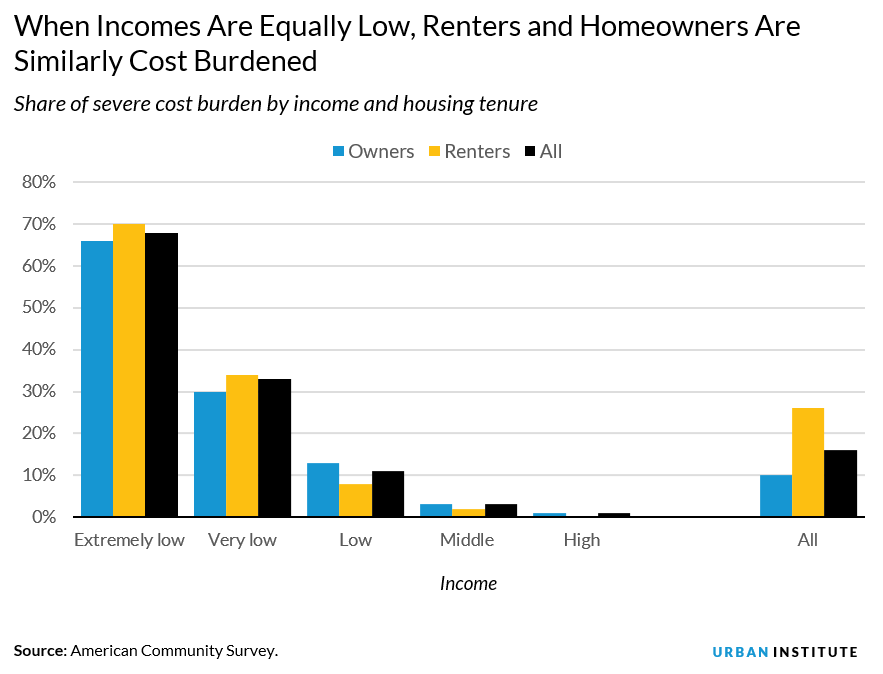 When Incomes Are Equally Low, Renters and Homeowners Are
Similarly Cost Burdened
Share of severe cost burden by income and housing tenure
Owners Renters All
80%
70%
60%
50%
40%
30%
20%
10%
0%
Extremely low Very low Low Middle High All
Income
Source: American Community Survey.
URBAN INSTITUTE